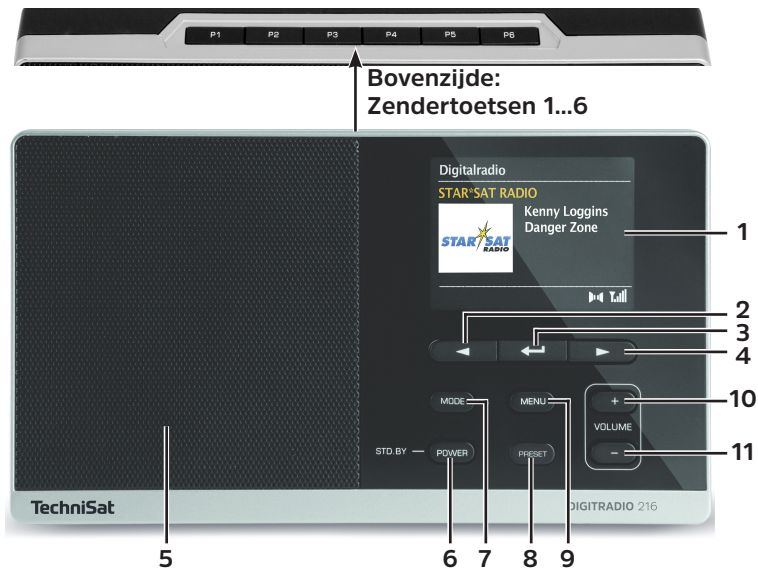 P1 P2 P3 P4 P5 P6
Bovenzijde:
Zendertoetsen 1...6
Digitalradio
STAR*SAT RADIO
Kenny Loggins
Danger Zone
STAR SAT
RADIO
1
2
3
4
MODE
MENU
+
10
VOLUME
STD.BY
POWER
PRESET
−
11
TechniSat
DIGITRADIO 216
5
6
7
8
9